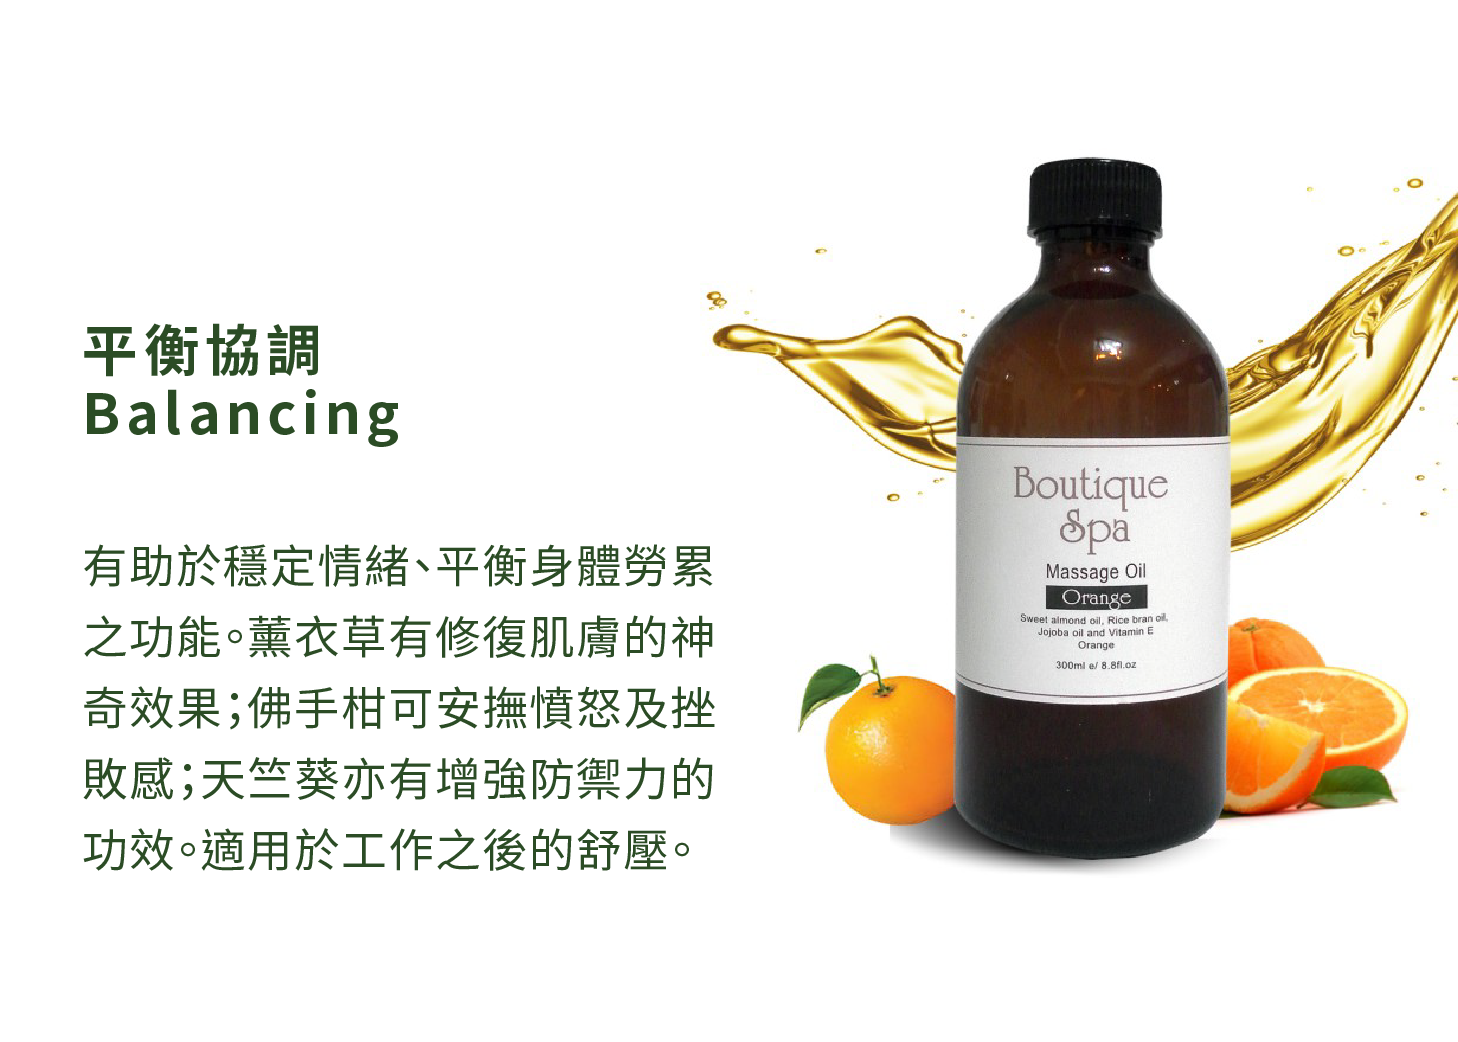 平衡協調
Balancing
有助於穩定情緒、平衡身體勞累
之功能。薰衣草有修復肌膚的神
奇效果；佛手柑可安撫憤怒及挫
敗感；天竺葵亦有增強防禦力的
功效。適用於工作之後的舒壓。
Boutique
Spa
Massage Oil
Orange
Sweet almond oil, Rice bran oil,
Jojoba oil and Vitamin E
Orange
300ml e/ 8.8fl.oz